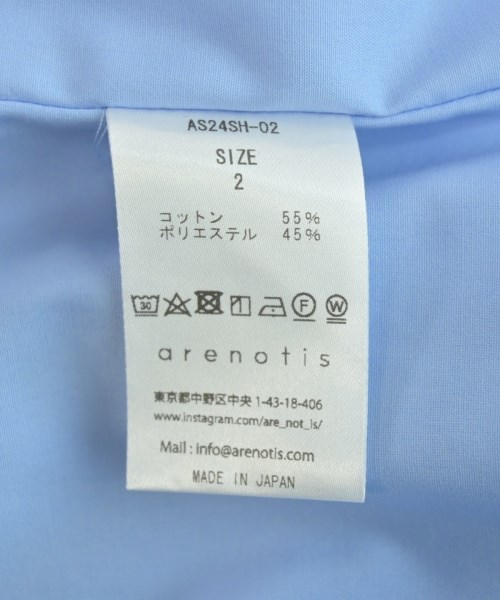 AS24SH-02
SIZE
2
コットン 55%
ポリエステル 45%
30 F W
arenotis
東京都中野区中央 1-43-18-406
www.instagram.com/are_not_is/
Mail : info@arenotis.com
MADE IN JAPAN